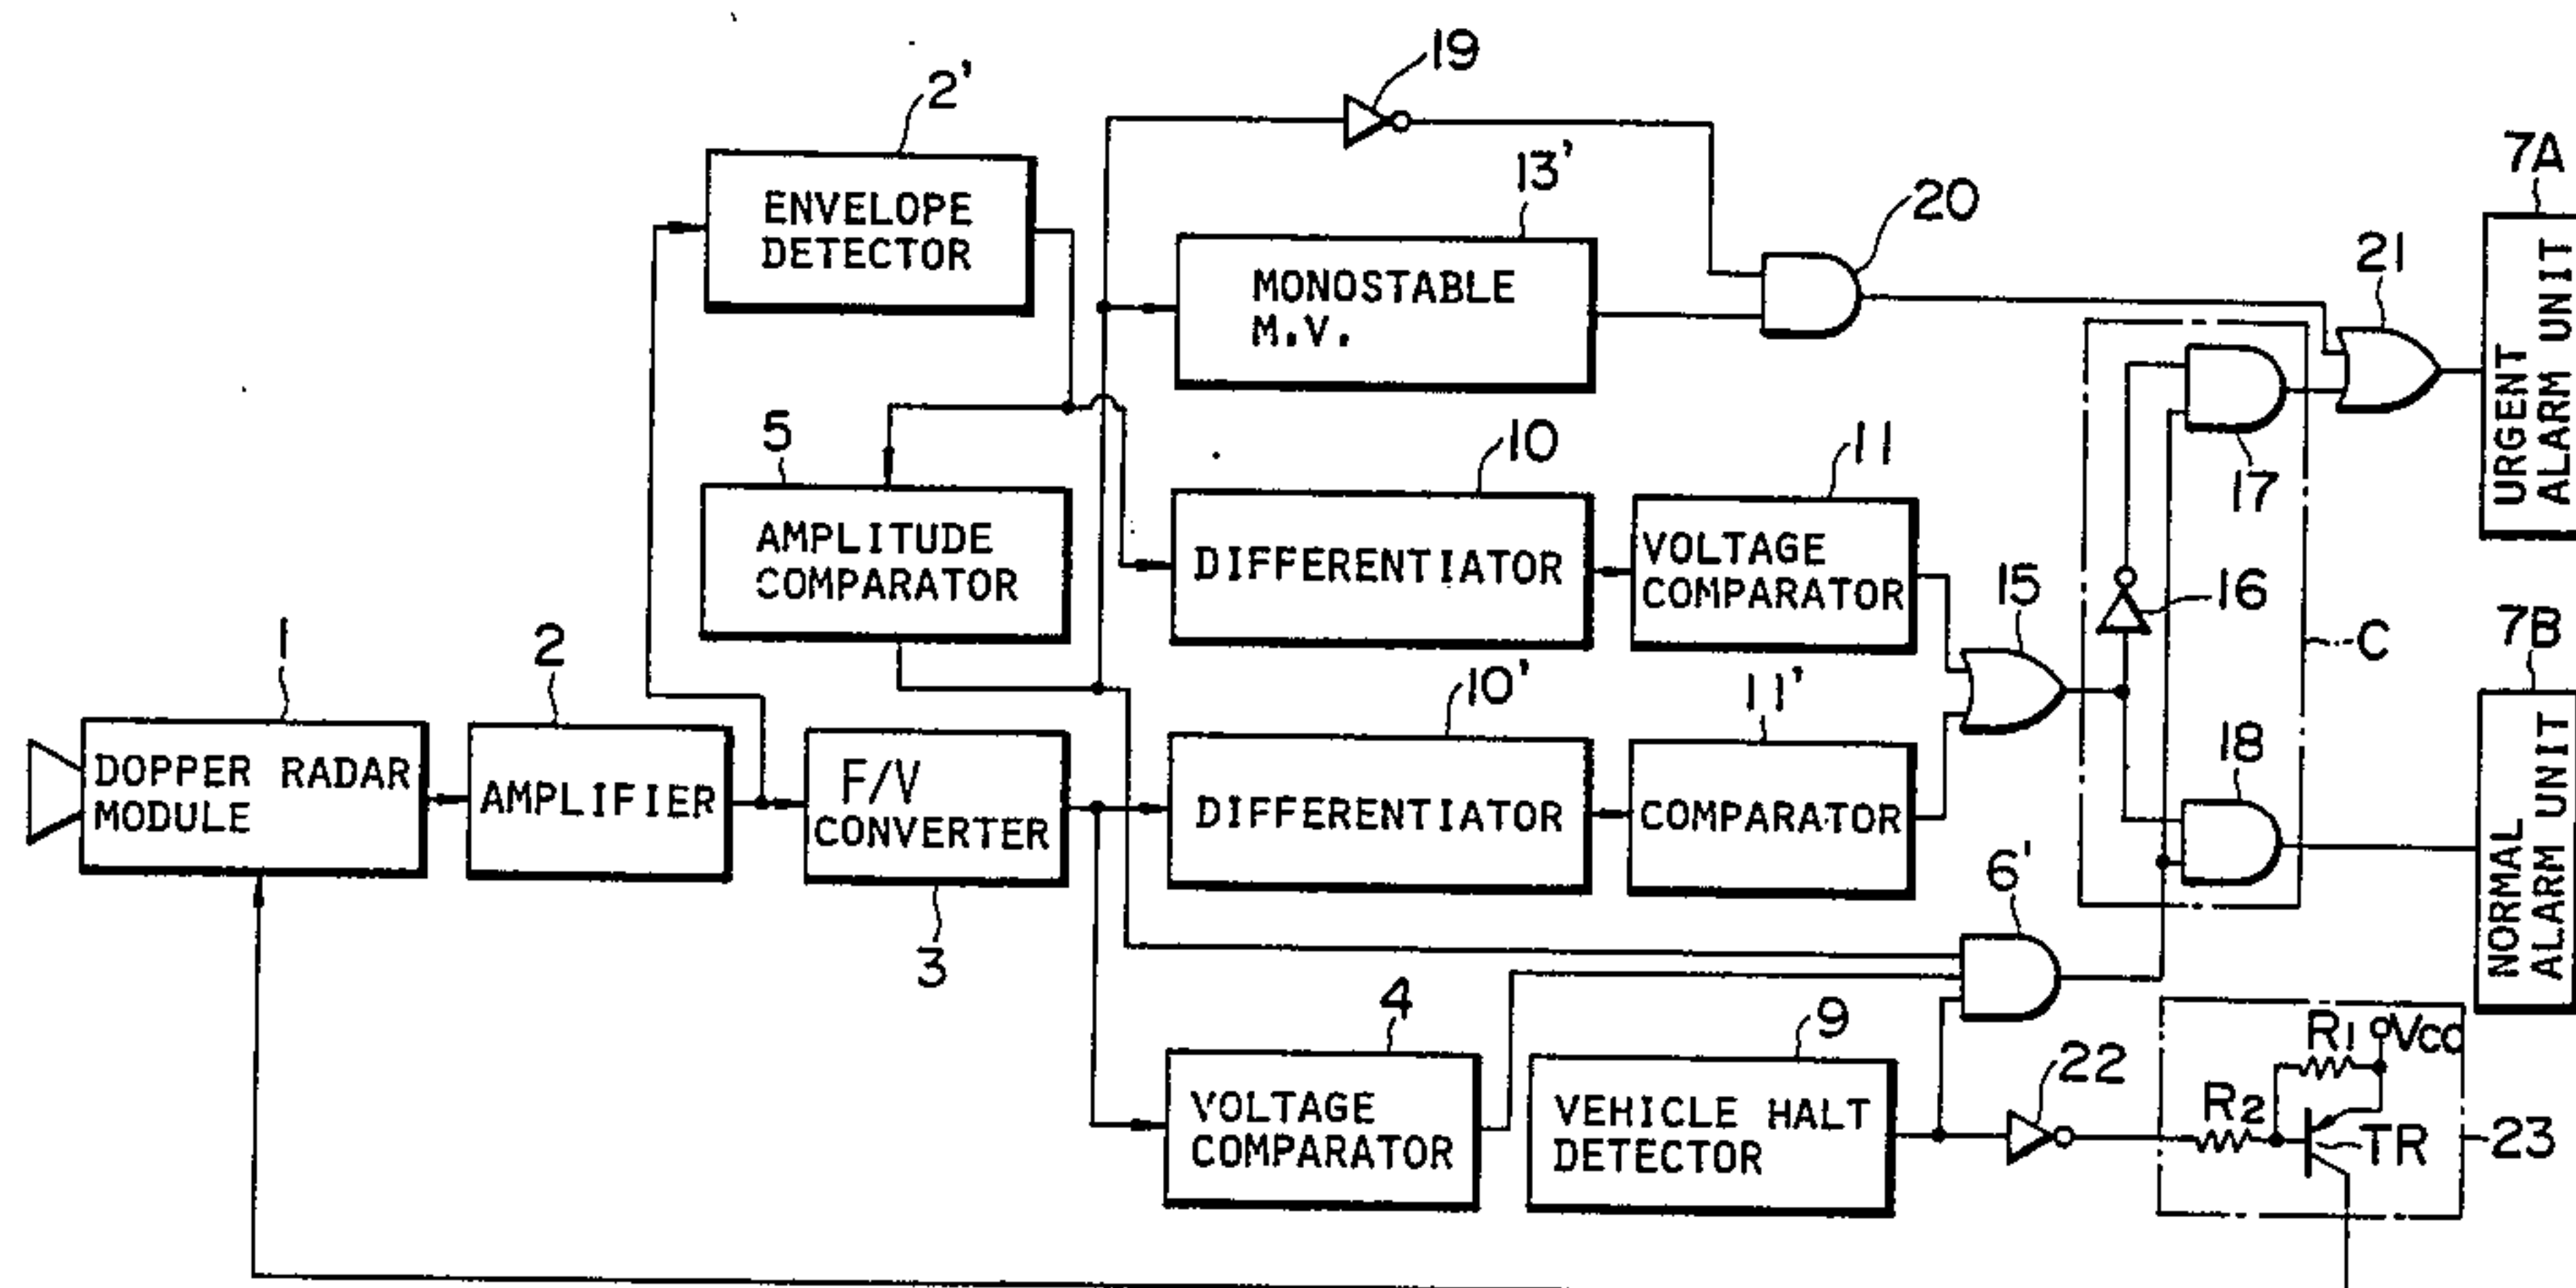 19
2'
13'
7A
ENVELOPE
DETECTOR
20
MONOSTABLE
M.V.
21
URGENT
ALARM UNIT
5
10
11
17
AMPLITUDE
COMPARATOR
DIFFERENTIATOR
VOLTAGE
COMPARATOR
15
16
C
7B
1
2
10'
11'
18
DOPPER RADAR
MODULE
AMPLIFIER
F/V
CONVERTER
DIFFERENTIATOR
COMPARATOR
NORMAL
ALARM UNIT
6'
3
4
9
22
R1
Vcc
R2
VOLTAGE
COMPARATOR
VEHICLE HALT
DETECTOR
TR
23